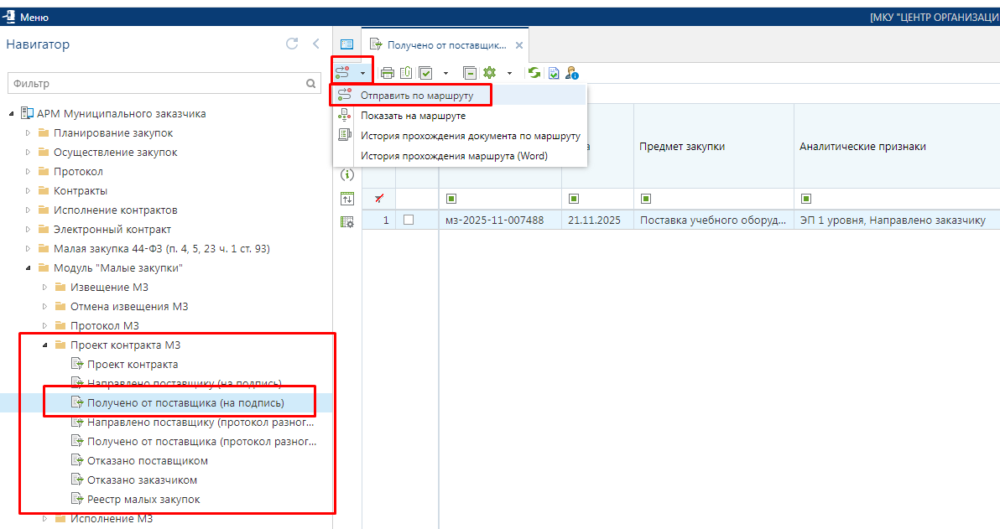 Меню
[МКУ "ЦЕНТР ОРГАНИЗАЦИ
Навигатор
Получено от поставщик...
Фильтр
Отправить по маршруту
Показать на маршруте
История прохождения документа по маршруту
История прохождения маршрута (Word)
а
Предмет закупки
Аналитические признаки
1
мз-2025-11-007488
21.11.2025
Поставка учебного оборуд...
ЭП 1 уровня, Направлено заказчику
АРМ Муниципального заказчика
Планирование закупок
Осуществление закупок
Протокол
Контракты
Исполнение контрактов
Электронный контракт
Малая закупка 44-ФЗ (п. 4, 5, 23 ч. 1 ст. 93)
Модуль "Малые закупки"
Извещение МЗ
Отмена извещения МЗ
Протокол МЗ
Проект контракта МЗ
Проект контракта
Направлено поставщику (на подпись)
Получено от поставщика (на подпись)
Направлено поставщику (протокол разног...
Получено от поставщика (протокол разног...
Отказано поставщиком
Отказано заказчиком
Реестр малых закупок
Исполнение МЗ